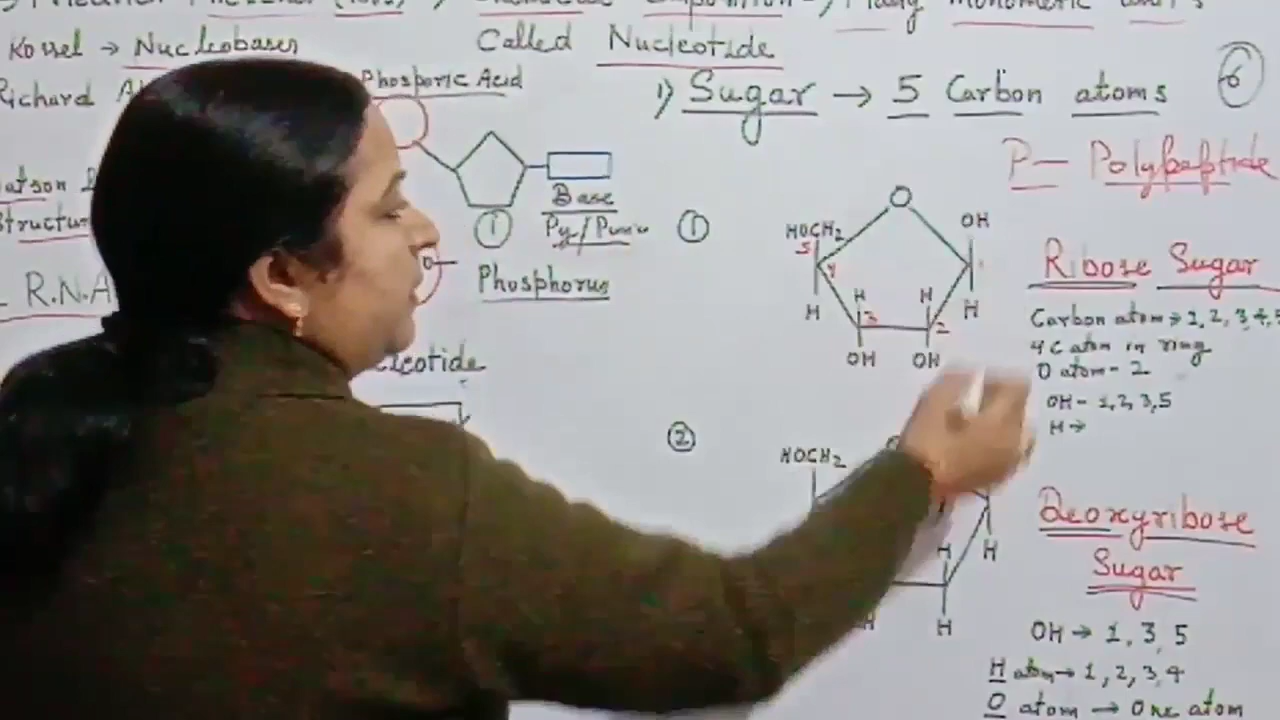 Kossel → Nucleobases
Called Nucleotide
Richard
Phosporic Acid
1) Sugar → 5 Carbon atoms
6
P- Polypeptide
Base
Py/
Phosphorus
Structur
R.N.A
1
1
O
HOCH2
5
4
H
H
3
OH
H
2
OH
OH
1
H
Ribose Sugar
Carbon atom → 1, 2, 3, 4, 5
4 C atom in ring
O atom - 2
OH - 1, 2, 3, 5
H →
2
HOCH2
H
H
H
H
Deoxyribose
Sugar
OH → 1, 3, 5
H atom → 1, 2, 3, 4
O atom → One atom